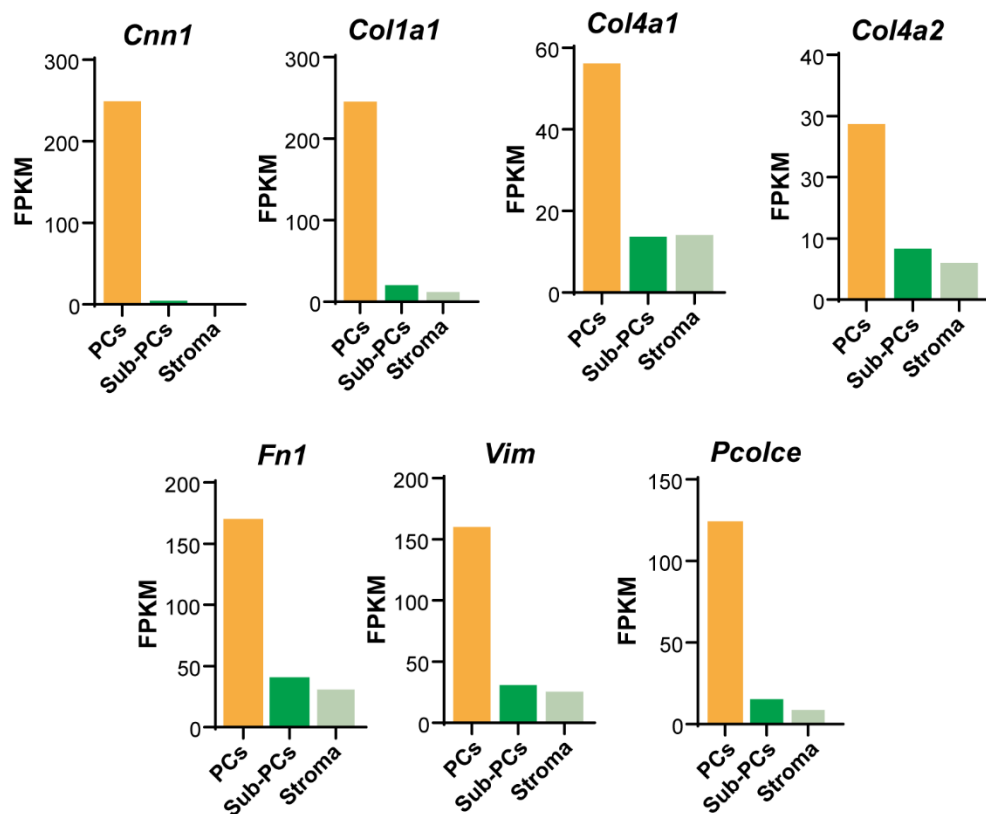 Cnn1
300
200
100
0
FPKM
PCs
Sub-PCs
Stroma
Col1a1
300
200
100
0
FPKM
PCs
Sub-PCs
Stroma
Col4a1
60
40
20
0
FPKM
PCs
Sub-PCs
Stroma
Col4a2
40
30
30
10
0
FPKM
PCs
Sub-PCs
Stroma
Fn1
200
150
100
50
0
FPKM
PCs
Sub-PCs
Stroma
Vim
200
150
100
50
0
FPKM
PCs
Sub-PCs
Stroma
Pcolce
150
100
50
0
FPKM
PCs
Sub-PCs
Stroma